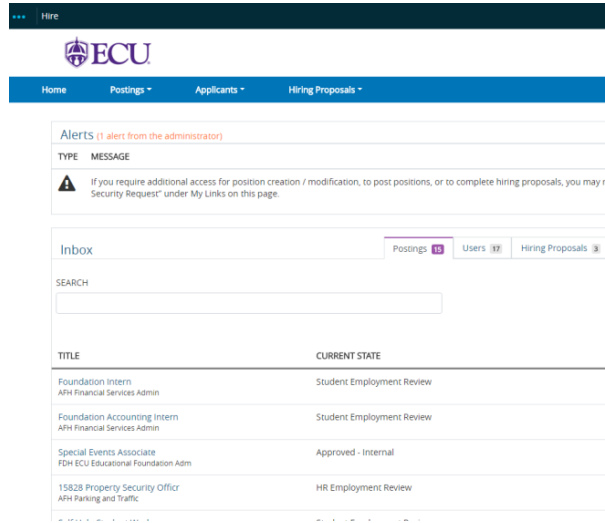 ••• Hire
ECU
Home Postings Applicants Hiring Proposals
Alerts (1 alert from the administrator)
TYPE MESSAGE
If you require additional access for position creation / modification, to post positions, or to complete hiring proposals, you may
Security Request" under My Links on this page.
Inbox Postings 15 Users 17 Hiring Proposals 3
SEARCH
TITLE CURRENT STATE
Foundation Intern Student Employment Review
AFH Financial Services Admin
Foundation Accounting Intern Student Employment Review
AFH Financial Services Admin
Special Events Associate Approved - Internal
FDH ECU Educational Foundation Adm
15828 Property Security Officr HR Employment Review
AFH Parking and Traffic